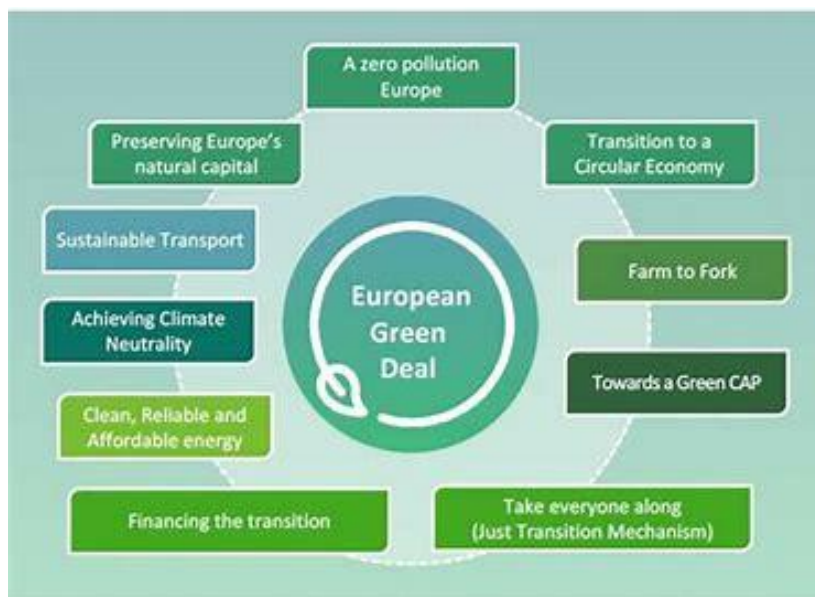 A zero pollution
Europe
Preserving Europe's
natural capital
Transition to a
Circular Economy
Sustainable Transport
Farm to Fork
European
Green
Deal
Achieving Climate
Neutrality
Towards a Green CAP
Clean, Reliable and
Affordable energy
Financing the transition
Take everyone along
(Just Transition Mechanism)